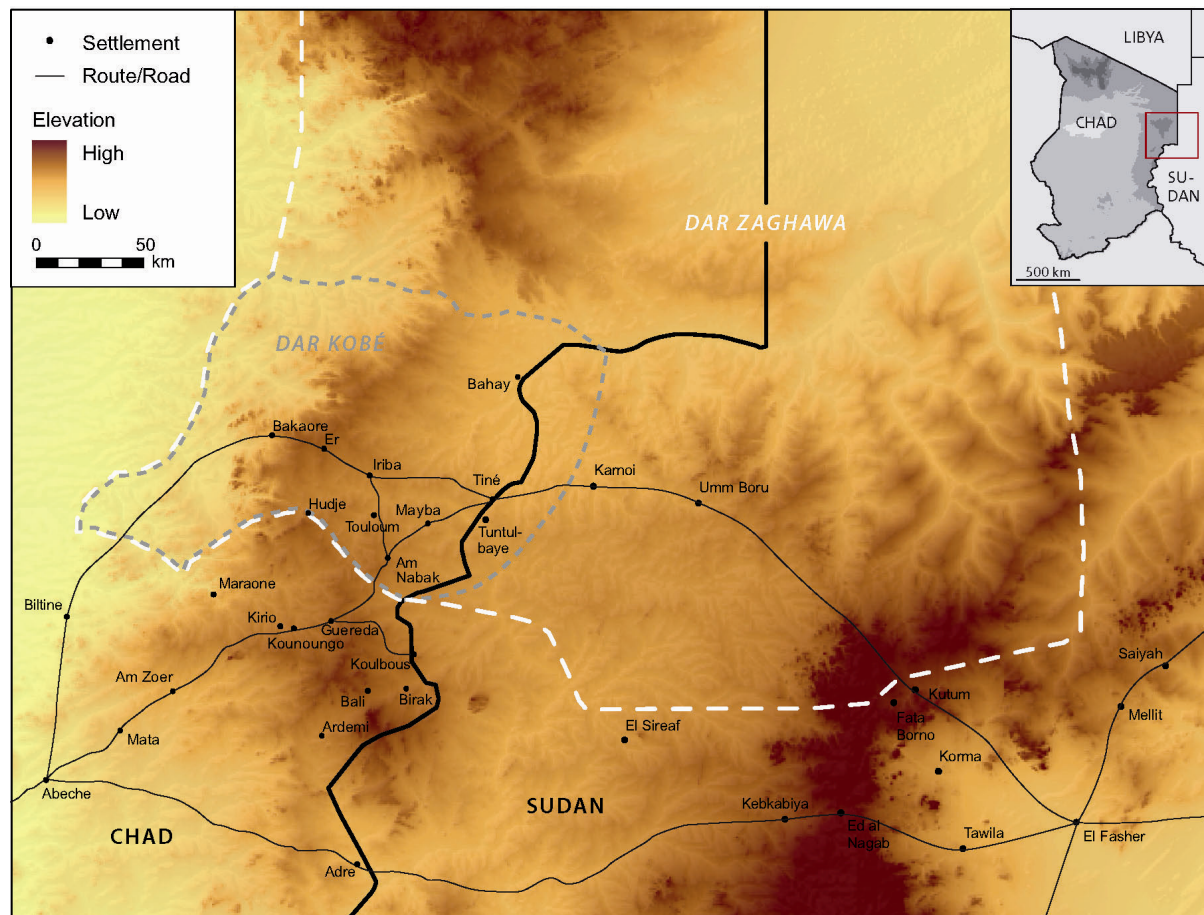 Settlement
Route/Road
Elevation
High
Low
0 50
km
LIBYA
CHAD
SU-
DAN
500 km
DAR ZAGHAWA
DAR KOBÉ
Bahay
Bakaore
Er
Iriba
Tiné
Karnoi
Umm Boru
Hudje
Touloum
Mayba
Tuntul-
baye
Am
Nabak
Maraone
Biltine
Kirio
Kounoungo
Guereda
Koulbous
Am Zoer
Bali
Birak
Ardemi
Mata
Abeche
El Sireaf
Saiyah
Kutum
Fata
Borno
Mellit
Korma
CHAD
SUDAN
Kebkabiya
Ed al
Nagab
Tawila
El Fasher
Adre